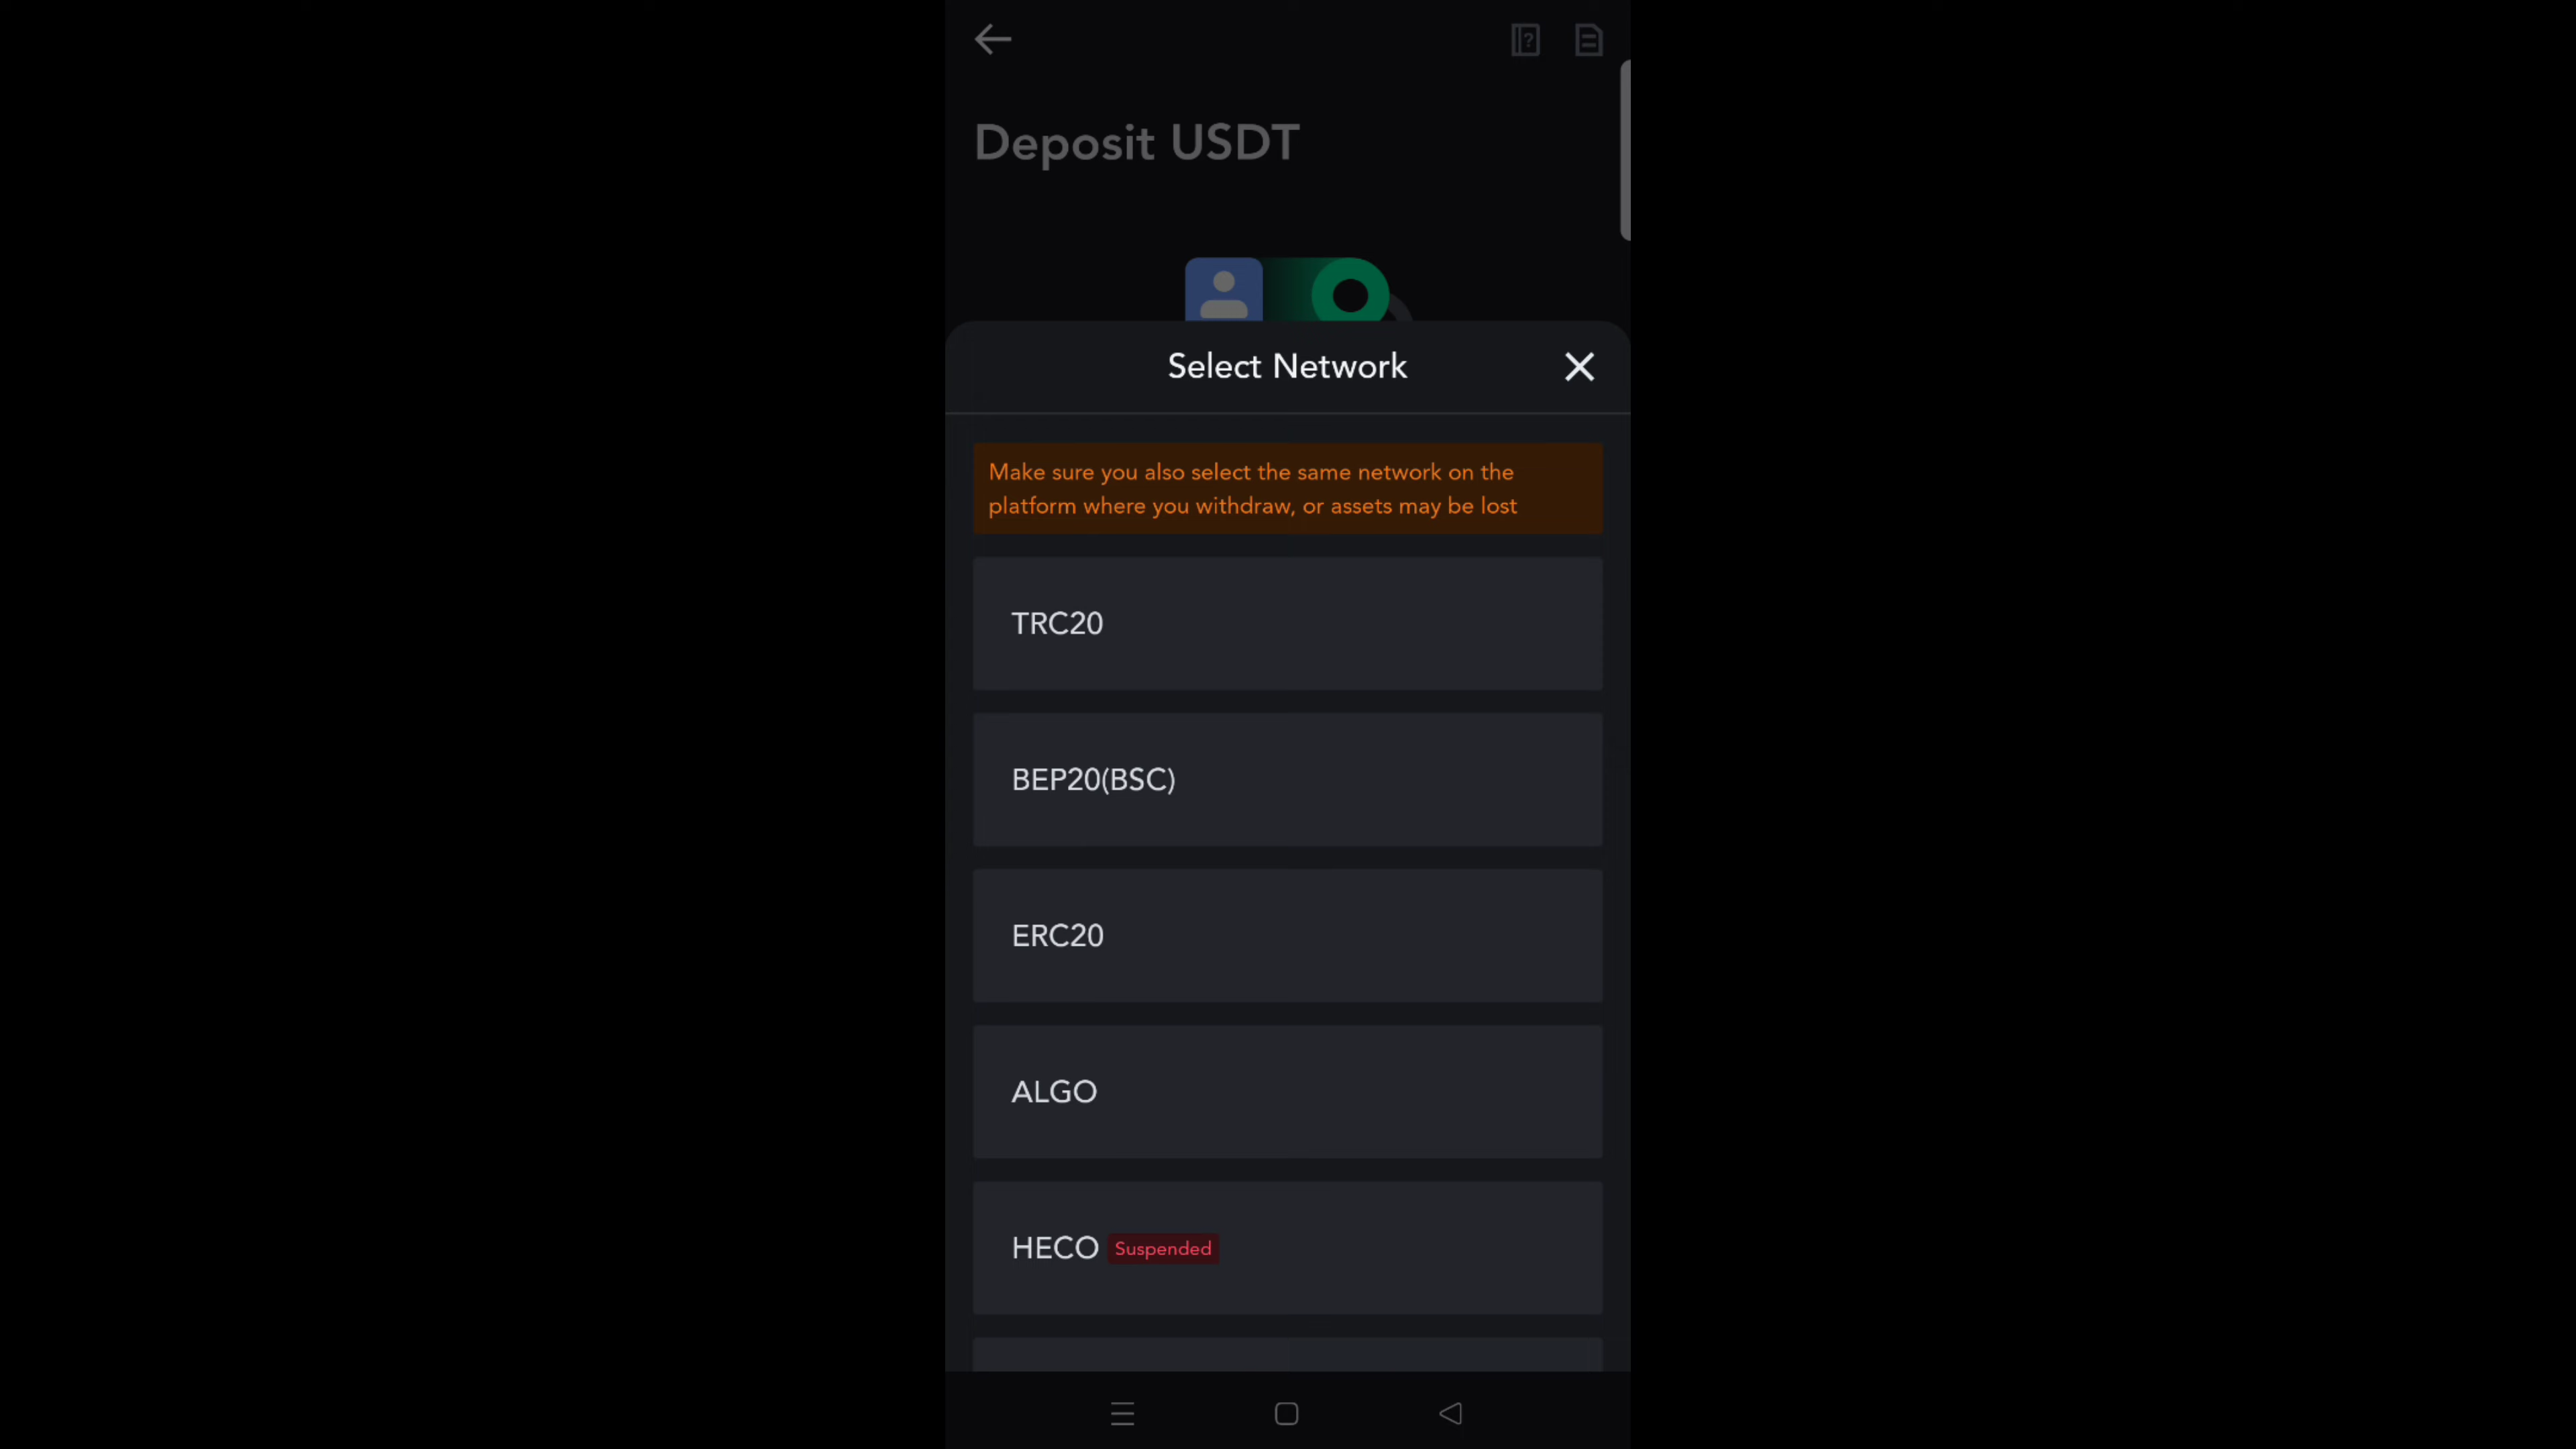 Deposit USDT
Select Network
Make sure you also select the same network on the
platform where you withdraw, or assets may be lost
TRC20
BEP20(BSC)
ERC20
ALGO
HECO Suspended